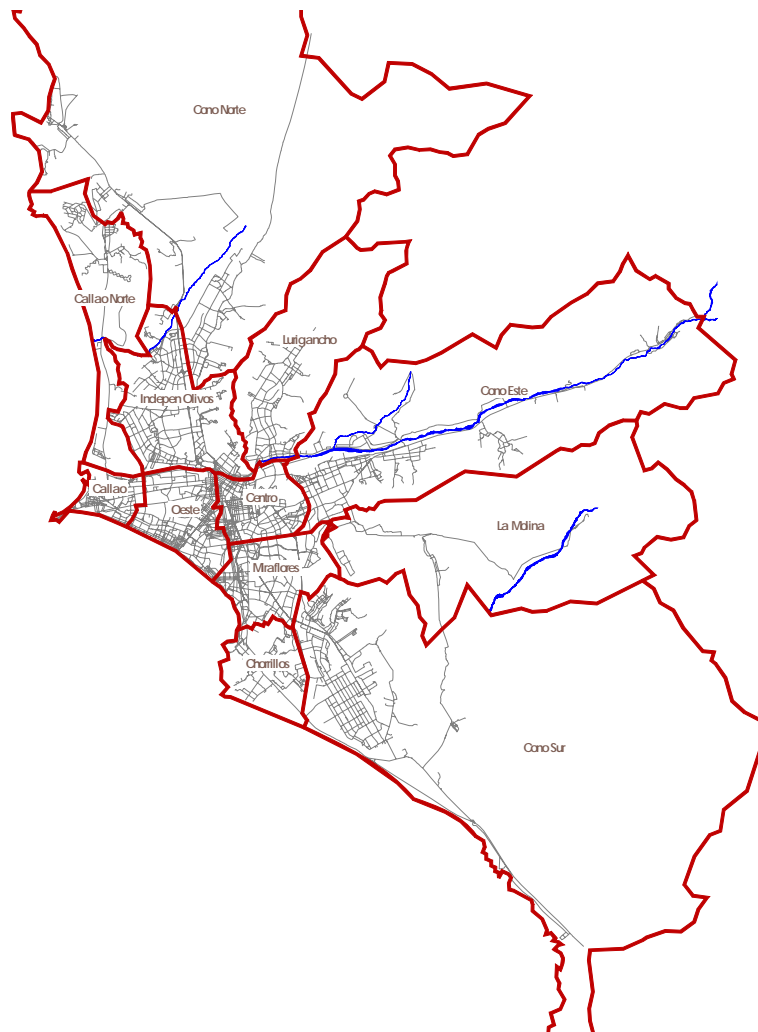 Cono Norte
Callao Norte
Lurigancho
Cono Este
Indepen Olivos
Callao
Centro
Oeste
La Molina
Miraflores
Chorrillos
Cono Sur